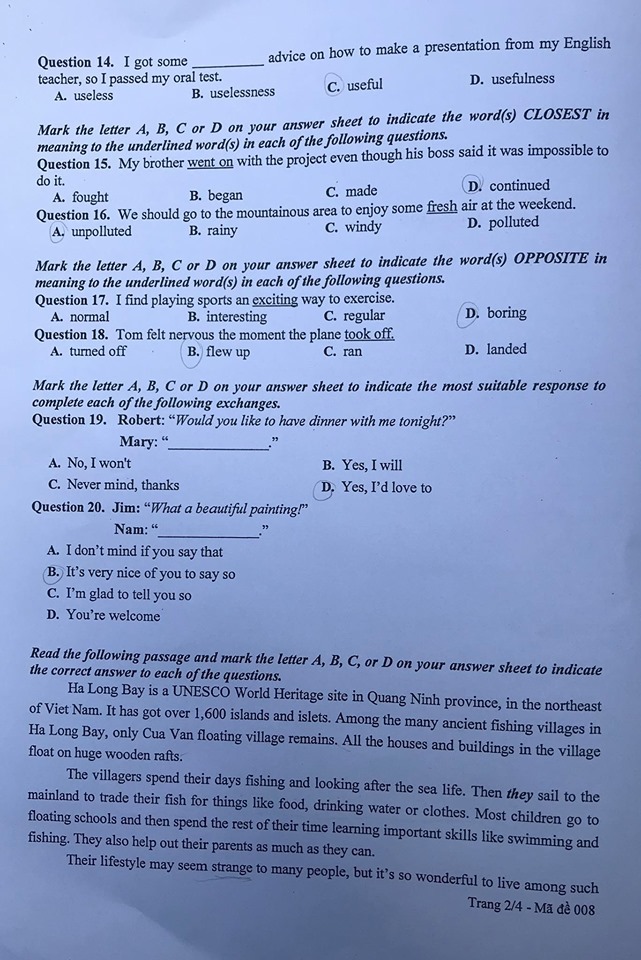 Question 14. I got some __________ advice on how to make a presentation from my English
teacher, so I passed my oral test.
A. useless B. uselessness C. useful D. usefulness
Mark the letter A, B, C or D on your answer sheet to indicate the word(s) CLOSEST in
meaning to the underlined word(s) in each of the following questions.
Question 15. My brother went on with the project even though his boss said it was impossible to
do it.
A. fought B. began C. made D. continued
Question 16. We should go to the mountainous area to enjoy some fresh air at the weekend.
A. unpolluted B. rainy C. windy D. polluted
Mark the letter A, B, C or D on your answer sheet to indicate the word(s) OPPOSITE in
meaning to the underlined word(s) in each of the following questions.
Question 17. I find playing sports an exciting way to exercise.
A. normal B. interesting C. regular D. boring
Question 18. Tom felt nervous the moment the plane took off.
A. turned off B. flew up C. ran D. landed
Mark the letter A, B, C or D on your answer sheet to indicate the most suitable response to
complete each of the following exchanges.
Question 19. Robert: “Would you like to have dinner with me tonight?”
Mary: “______________.”
A. No, I won't B. Yes, I will
C. Never mind, thanks D. Yes, I’d love to
Question 20. Jim: “What a beautiful painting!”
Nam: “______________.”
A. I don’t mind if you say that
B. It’s very nice of you to say so
C. I’m glad to tell you so
D. You’re welcome
Read the following passage and mark the letter A, B, C, or D on your answer sheet to indicate
the correct answer to each of the questions.
Ha Long Bay is a UNESCO World Heritage site in Quang Ninh province, in the northeast
of Viet Nam. It has got over 1,600 islands and islets. Among the many ancient fishing villages in
Ha Long Bay, only Cua Van floating village remains. All the houses and buildings in the village
float on huge wooden rafts.
The villagers spend their days fishing and looking after the sea life. Then they sail to the
mainland to trade their fish for things like food, drinking water or clothes. Most children go to
floating schools and then spend the rest of their time learning important skills like swimming and
fishing. They also help out their parents as much as they can.
Their lifestyle may seem strange to many people, but it’s so wonderful to live among such
Trang 2/4 - Mã đề 008